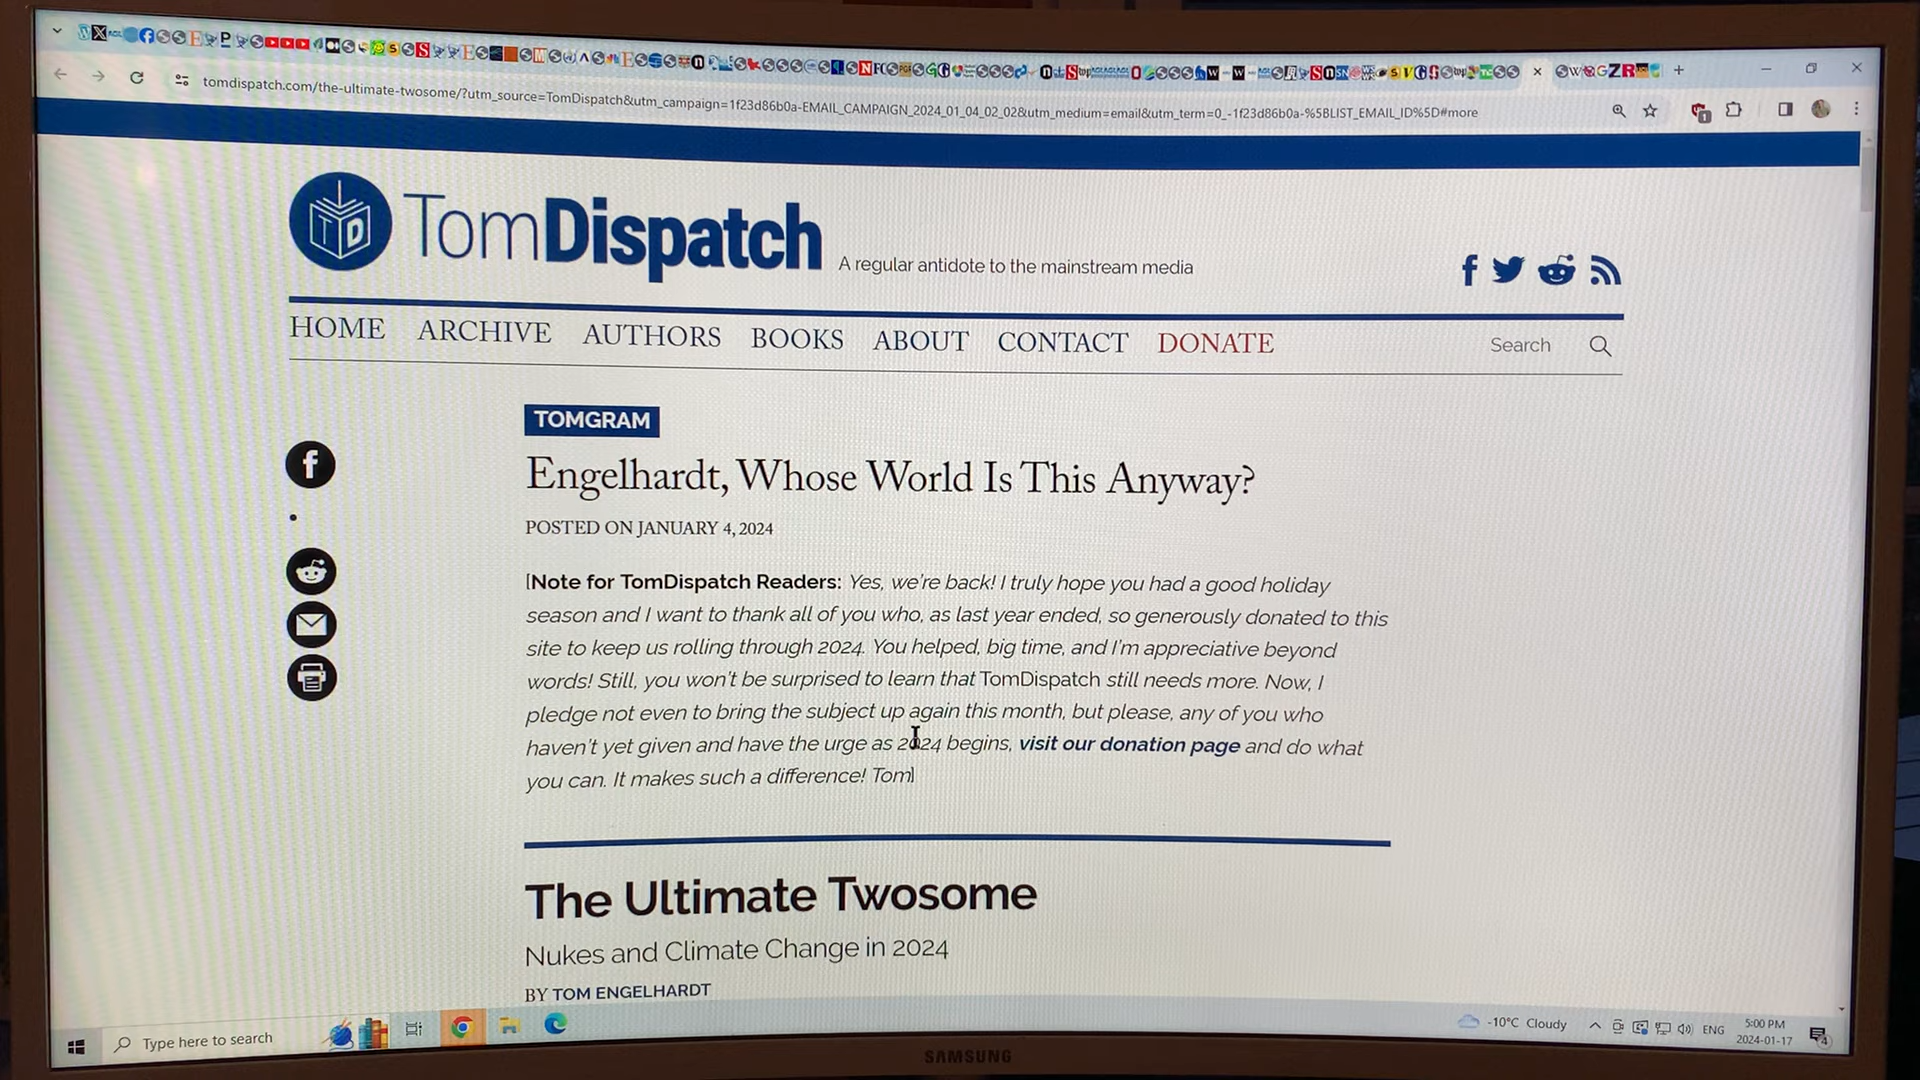 tomdispatch.com/the-ultimate-twosome/?utm_source=TomDispatch&utm_campaign=1f23d86b0a-EMAIL_CAMPAIGN_2024_01_04_02_02&utm_medium=email&utm_term=0_-1f23d86b0a-%5BLIST_EMAIL_ID%5D#more
TomDispatch
A regular antidote to the mainstream media
HOME ARCHIVE AUTHORS BOOKS ABOUT CONTACT DONATE Search
TOMGRAM
Engelhardt, Whose World Is This Anyway?
POSTED ON JANUARY 4, 2024
[Note for TomDispatch Readers: Yes, we're back! I truly hope you had a good holiday
season and I want to thank all of you who, as last year ended, so generously donated to this
site to keep us rolling through 2024. You helped, big time, and I'm appreciative beyond
words! Still, you won't be surprised to learn that TomDispatch still needs more. Now, I
pledge not even to bring the subject up again this month, but please, any of you who
haven't yet given and have the urge as 2024 begins, visit our donation page and do what
you can. It makes such a difference! Tom]
The Ultimate Twosome
Nukes and Climate Change in 2024
BY TOM ENGELHARDT
Type here to search
-10°C Cloudy
ENG
5:00 PM
2024-01-17
4
SAMSUNG